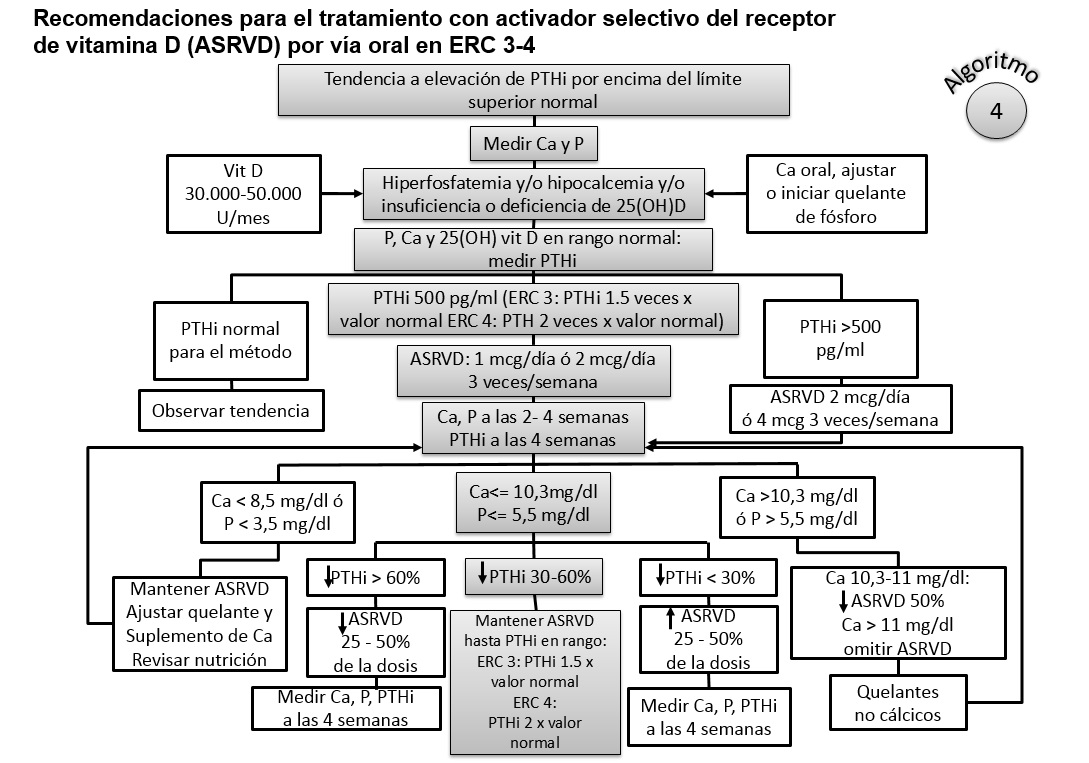 Recomendaciones para el tratamiento con activador selectivo del receptor
de vitamina D (ASRVD) por vía oral en ERC 3-4
Algoritmo
4
Tendencia a elevación de PTHi por encima del límite
superior normal
Medir Ca y P
Vit D
30.000-50.000
U/mes
Hiperfosfatemia y/o hipocalcemia y/o
insuficiencia o deficiencia de 25(OH)D
Ca oral, ajustar
o iniciar quelante
de fósforo
P, Ca y 25(OH) vit D en rango normal:
medir PTHi
PTHi normal
para el método
PTHi 500 pg/ml (ERC 3: PTHi 1.5 veces x
valor normal ERC 4: PTH 2 veces x valor normal)
PTHi >500
pg/ml
Observar tendencia
ASRVD: 1 mcg/día ó 2 mcg/día
3 veces/semana
ASRVD 2 mcg/día
ó 4 mcg 3 veces/semana
Ca, P a las 2- 4 semanas
PTHi a las 4 semanas
Ca < 8,5 mg/dl ó
P < 3,5 mg/dl
Ca<= 10,3mg/dl
P<= 5,5 mg/dl
Ca >10,3 mg/dl
ó P > 5,5 mg/dl
Mantener ASRVD
Ajustar quelante y
Suplemento de Ca
Revisar nutrición
↓PTHi > 60%
↓ASRVD
25 - 50%
de la dosis
Medir Ca, P, PTHi
a las 4 semanas
↓PTHi 30-60%
Mantener ASRVD
hasta PTHi en rango:
ERC 3: PTHi 1.5 x
valor normal
ERC 4:
PTHi 2 x valor
normal
↓PTHi < 30%
↑ASRVD
25 - 50%
de la dosis
Medir Ca, P, PTHi
a las 4 semanas
Ca 10,3-11 mg/dl:
↓ASRVD 50%
Ca > 11 mg/dl
omitir ASRVD
Quelantes
no cálcicos